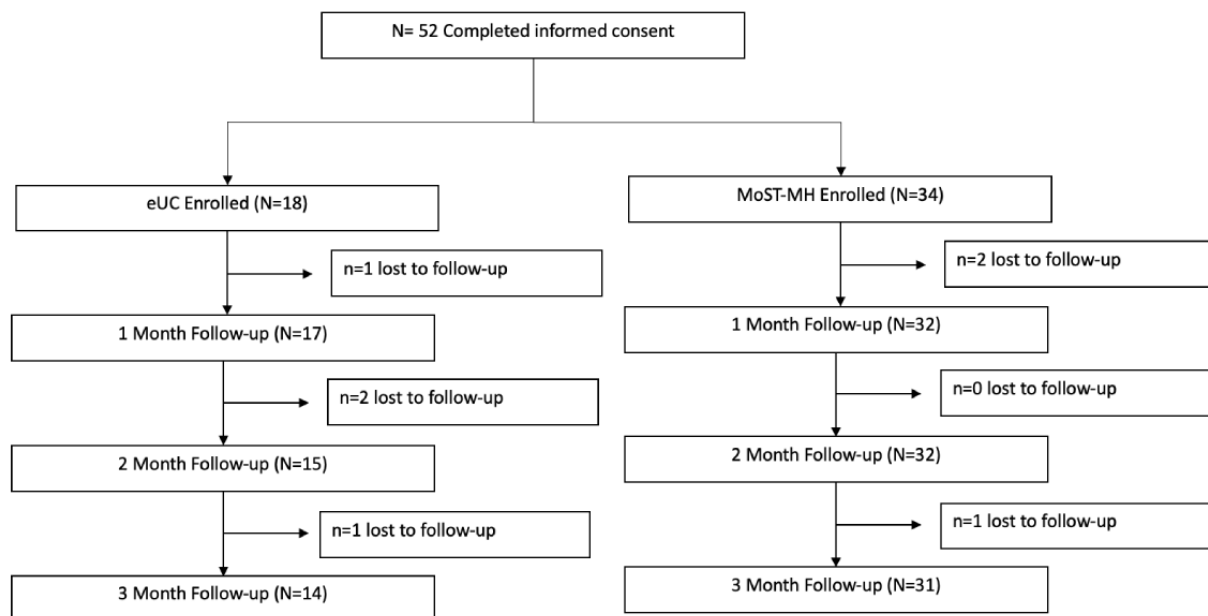 N= 52 Completed informed consent
eUC Enrolled (N=18)
MoST-MH Enrolled (N=34)
n=1 lost to follow-up
n=2 lost to follow-up
1 Month Follow-up (N=17)
1 Month Follow-up (N=32)
n=2 lost to follow-up
n=0 lost to follow-up
2 Month Follow-up (N=15)
2 Month Follow-up (N=32)
n=1 lost to follow-up
n=1 lost to follow-up
3 Month Follow-up (N=14)
3 Month Follow-up (N=31)